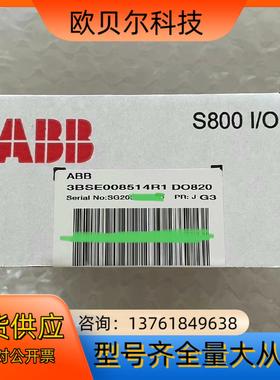 欧贝尔科技
ABB
S800 I/O
ABB
3BSE008514R1 DO820
Serial No:SG20
PR: J G3
货供应
咨询：13761849638
对公开票
型号齐全量大从